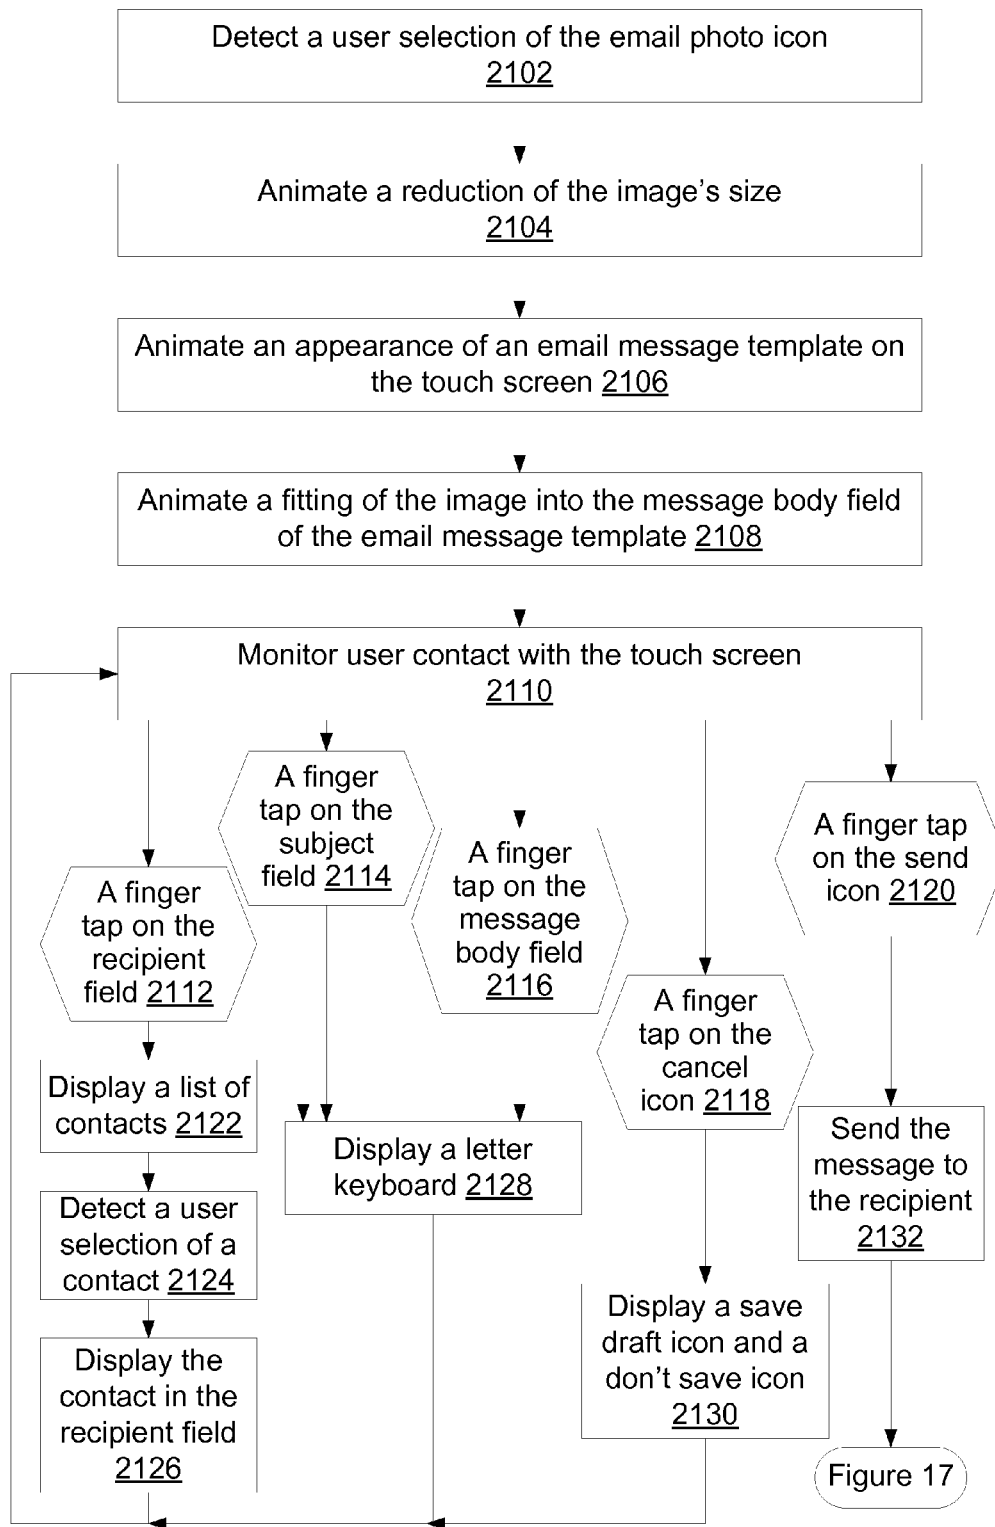 Detect a user selection of the email photo icon
2102
Animate a reduction of the image's size
2104
Animate an appearance of an email message template on
the touch screen 2106
Animate a fitting of the image into the message body field
of the email message template 2108
Monitor user contact with the touch screen
2110
A finger
tap on the
recipient
field 2112
A finger
tap on the
subject
field 2114
A finger
tap on the
message
body field
2116
A finger
tap on the
cancel
icon 2118
A finger tap
on the send
icon 2120
Display a list of
contacts 2122
Detect a user
selection of a
contact 2124
Display the
contact in the
recipient field
2126
Display a letter
keyboard 2128
Display a save
draft icon and a
don't save icon
2130
Send the
message to
the recipient
2132
Figure 17